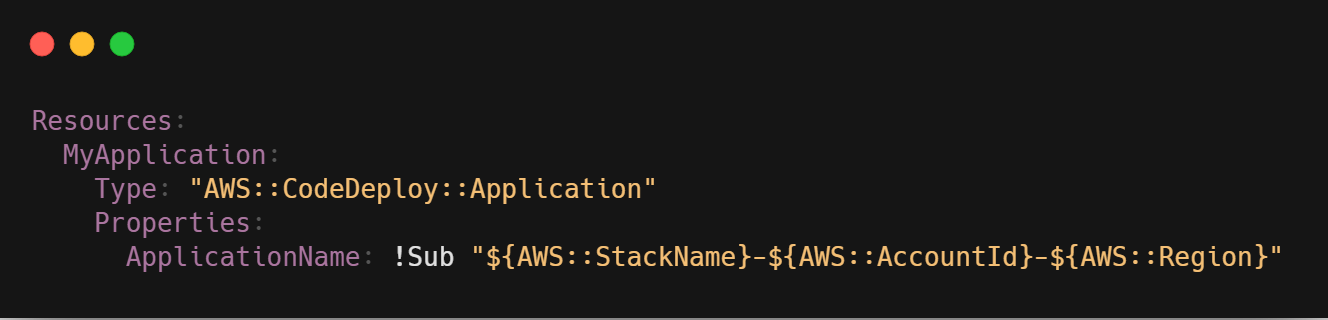 Resources:
  MyApplication:
    Type: "AWS::CodeDeploy::Application"
    Properties:
      ApplicationName: !Sub "${AWS::StackName}-${AWS::AccountId}-${AWS::Region}"